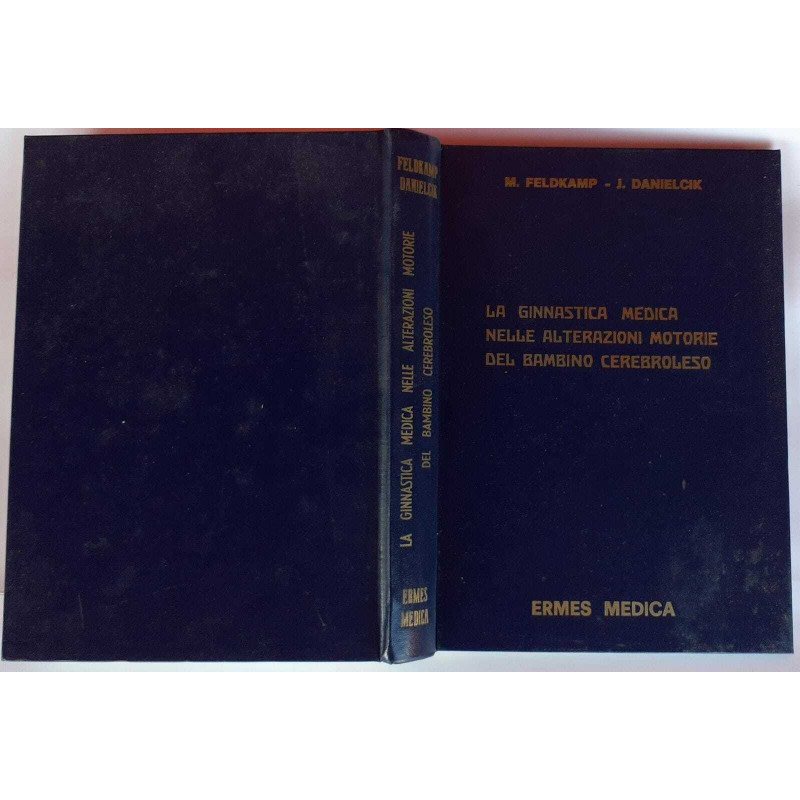 FELDKAMP
DANIELCIK
LA GINNASTICA MEDICA NELLE ALTERAZIONI MOTORIE
DEL BAMBINO CEREBROLESO
ERMES
MEDICA
M. FELDKAMP - J. DANIELCIK
LA GINNASTICA MEDICA
NELLE ALTERAZIONI MOTORIE
DEL BAMBINO CEREBROLESO
ERMES MEDICA